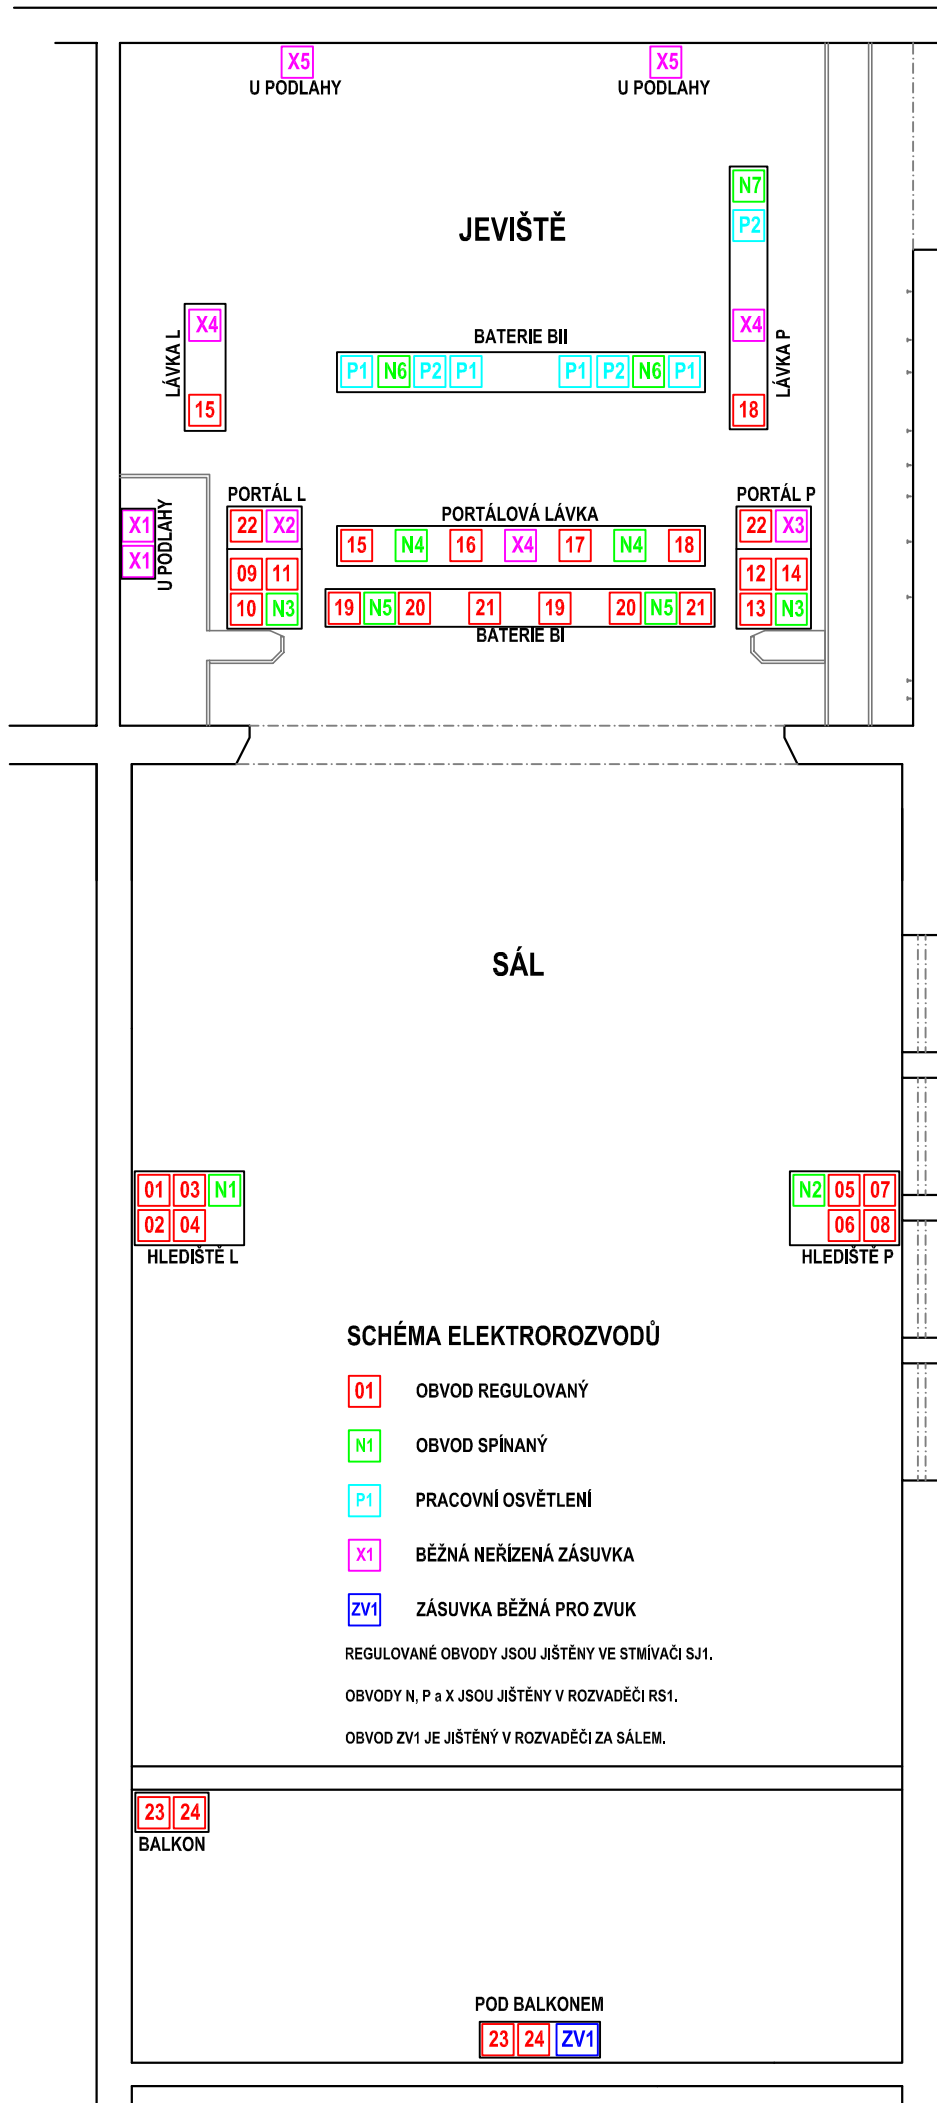 X5 X5
U PODLAHY U PODLAHY
N7
P2
JEVIŠTĚ
X4 X4
BATERIE BII
LÁVKA L
LÁVKA P
P1 N6 P2 P1 P1 P2 N6 P1
15 18
PORTÁL L PORTÁL P
PORTÁLOVÁ LÁVKA
X1 22 X2 22 X3
15 N4 16 X4 17 N4 18
X1
U PODLAHY
09 11 12 14
10 N3 13 N3
19 N5 20 21 19 20 N5 21
BATERIE BI
SÁL
01 03 N1 N2 05 07
02 04 06 08
HLEDIŠTĚ L HLEDIŠTĚ P
SCHÉMA ELEKTROROZVODŮ
01 OBVOD REGULOVANÝ
N1 OBVOD SPÍNANÝ
P1 PRACOVNÍ OSVĚTLENÍ
X1 BĚŽNÁ NEŘÍZENÁ ZÁSUVKA
ZV1 ZÁSUVKA BĚŽNÁ PRO ZVUK
REGULOVANÉ OBVODY JSOU JIŠTĚNY VE STMÍVAČI SJ1.
OBVODY N, P a X JSOU JIŠTĚNY V ROZVADĚČI RS1.
OBVOD ZV1 JE JIŠTĚNÝ V ROZVADĚČI ZA SÁLEM.
23 24
BALKON
POD BALKONEM
23 24 ZV1